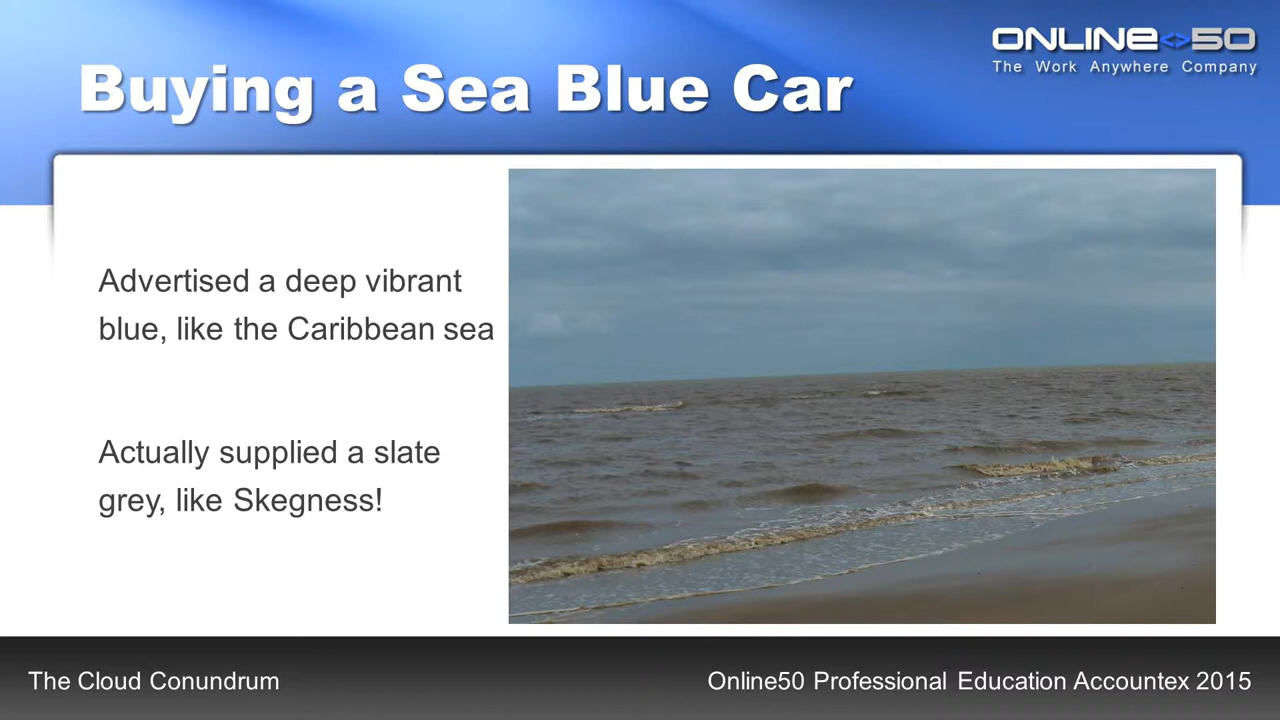 ONLINE<>50
The Work Anywhere Company
Buying a Sea Blue Car
Advertised a deep vibrant
blue, like the Caribbean sea
Actually supplied a slate
grey, like Skegness!
The Cloud Conundrum
Online50 Professional Education Accountex 2015